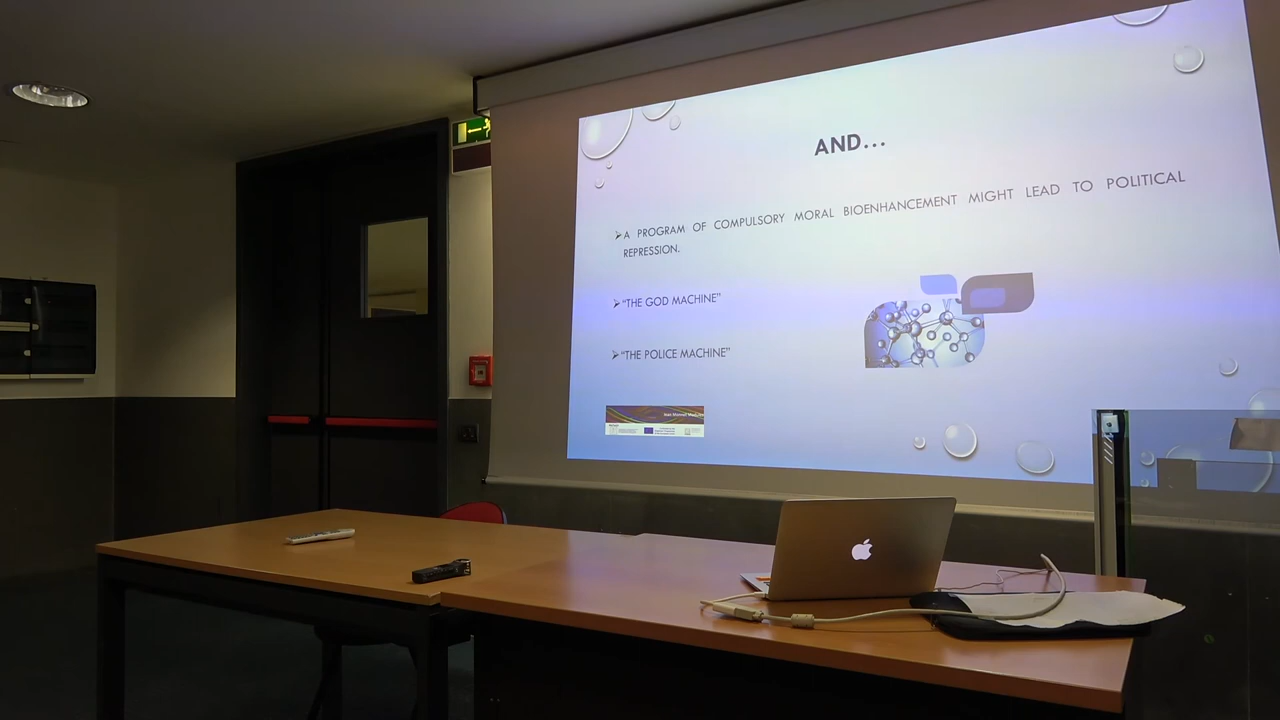 AND...
➢A PROGRAM OF COMPULSORY MORAL BIOENHANCEMENT MIGHT LEAD TO POLITICAL
REPRESSION.
➢"THE GOD MACHINE"
➢"THE POLICE MACHINE"